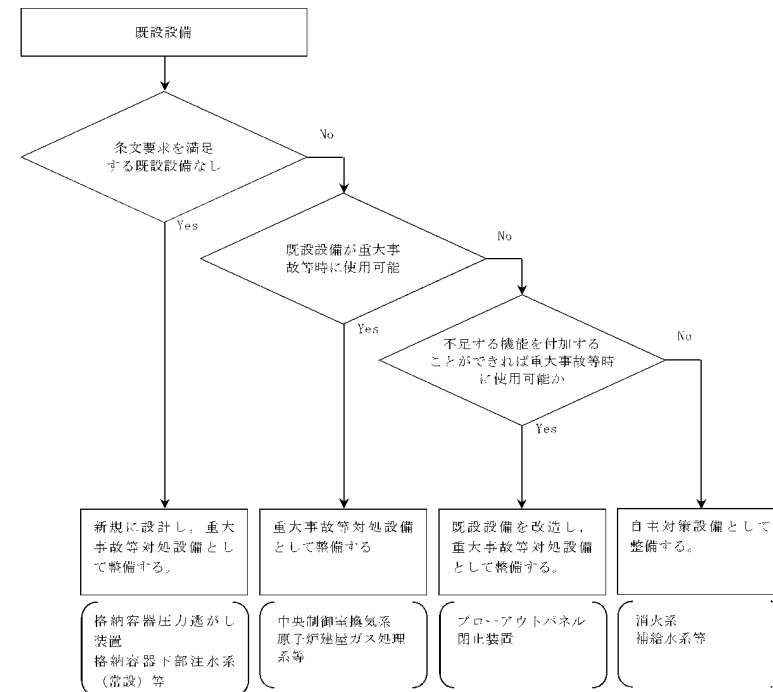 既設設備
条文要求を満足
する既設設備なし
No
Yes
既設設備が重大事
故等時に使用可能
No
Yes
不足する機能を付加する
ことができれば重大事故等時
に使用可能か
No
Yes
新規に設計し，重大
事故等対処設備とし
て整備する。
重大事故等対処設備
として整備する
既設設備を改造し，
重大事故等対処設備
として整備する。
自主対策設備として
整備する。
格納容器圧力逃がし
装置
格納容器下部注水系
（常設）等
中央制御室換気系
原子炉建屋ガス処理
系等
ブローアウトパネル
閉止装置
消火系
補給水系等